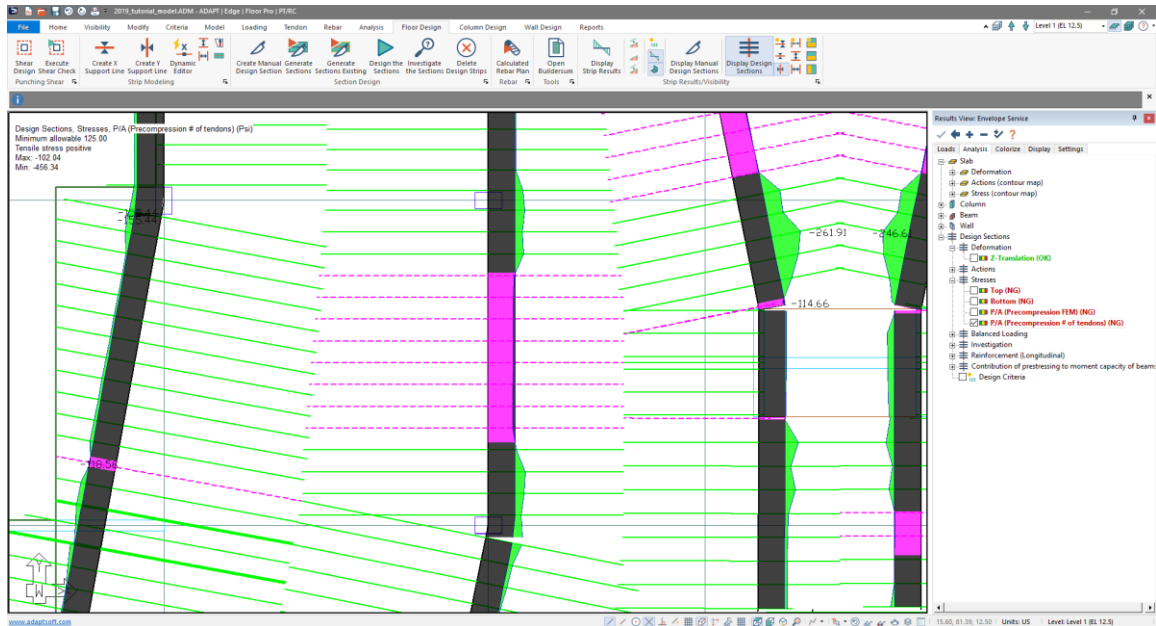 2019_tutorial_model.ADM - ADAPT | Edge | Floor Pro | PT/RC
File Home Visibility Modify Criteria Model Loading Tendon Rebar Analysis Floor Design Column Design Wall Design Reports
Level 1 (EL 12.5)
Shear Design
Execute Shear Check
Create X Support Line
Create Y Support Line
Dynamic Editor
Create Manual Design Section
Generate Sections
Generate Sections Existing
Design the Sections
Investigate the Sections
Delete Design Strips
Calculated Rebar Plan
Open Buildersum
Display Strip Results
Display Manual Design Sections
Display Design Sections
Punching Shear
Strip Modeling
Section Design
Rebar
Tools
Strip Results/Visibility
Design Sections, Stresses, P/A (Precompression # of tendons) (Psi)
Minimum allowable 125.00
Tensile stress positive
Max: -102.04
Min: -456.34
-261.91
-246.61
-114.66
-118.56
Results View: Envelope Service
Loads Analysis Colorize Display Settings
Slab
Deformation
Actions (contour map)
Stress (contour map)
Column
Beam
Wall
Design Sections
Deformation
Z-Translation (OK)
Actions
Stresses
Top (NG)
Bottom (NG)
P/A (Precompression FEM) (NG)
P/A (Precompression # of tendons) (NG)
Balanced Loading
Investigation
Reinforcement (Longitudinal)
Contribution of prestressing to moment capacity of beam:
Design Criteria
www.adaptsoft.com
15.60, 81.39, 12.50 Units: US Level: Level 1 (EL 12.5)